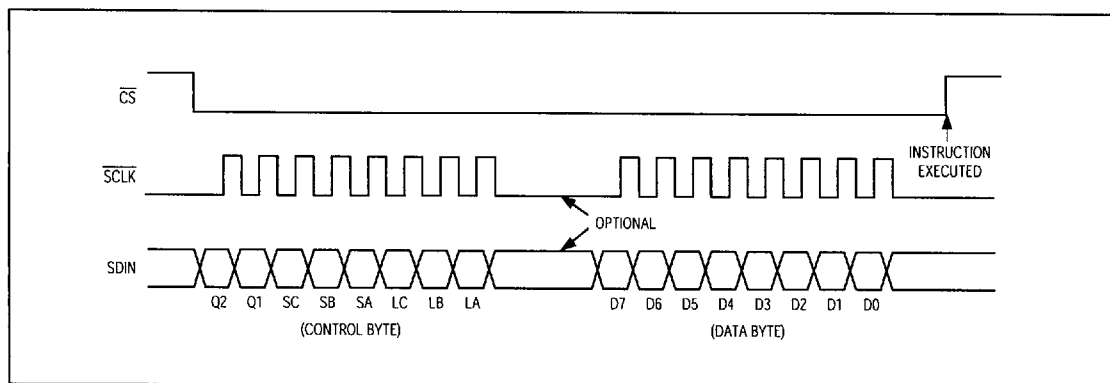 CS
INSTRUCTION
EXECUTED
SCLK
OPTIONAL
SDIN
Q2 Q1 SC SB SA LC LB LA D7 D6 D5 D4 D3 D2 D1 D0
(CONTROL BYTE) (DATA BYTE)